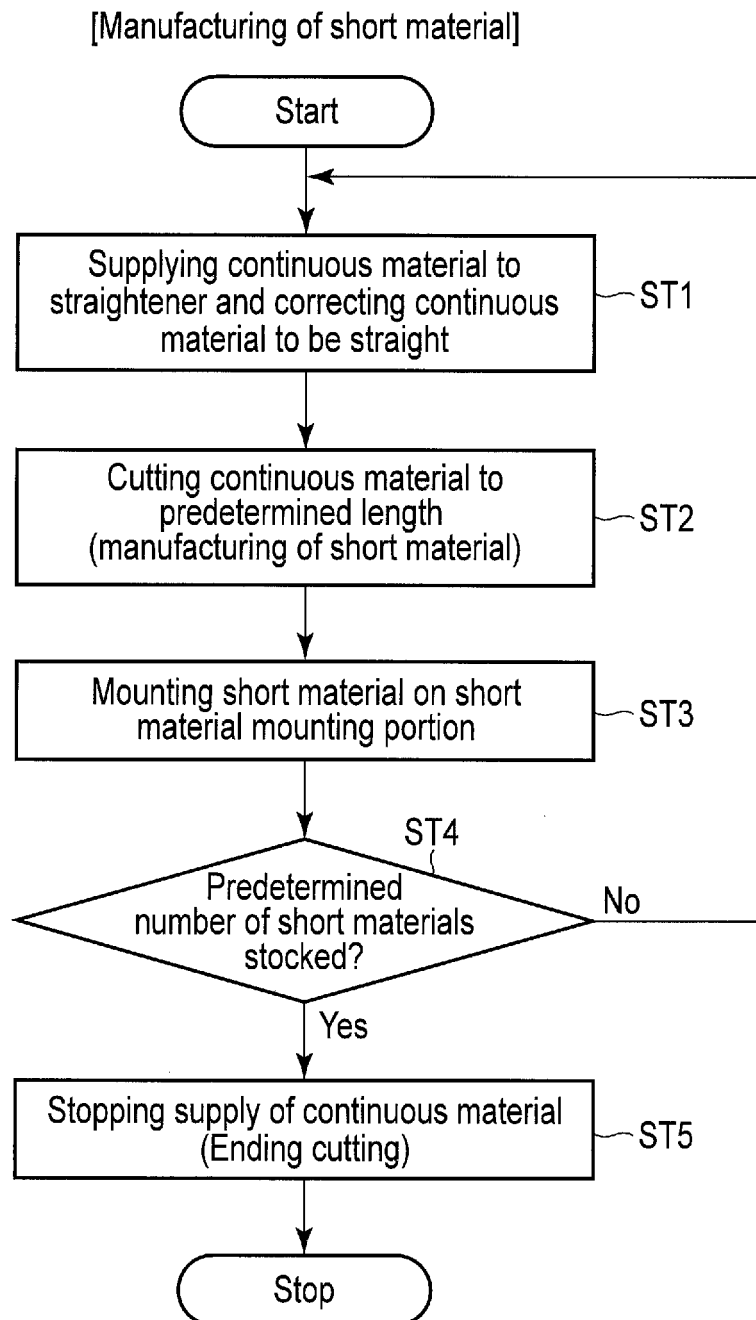 [Manufacturing of short material]
Start
Supplying continuous material to
straightener and correcting continuous
material to be straight
ST1
Cutting continuous material to
predetermined length
(manufacturing of short material)
ST2
Mounting short material on short
material mounting portion
ST3
ST4
Predetermined
number of short materials
stocked?
No
Yes
Stopping supply of continuous material
(Ending cutting)
ST5
Stop